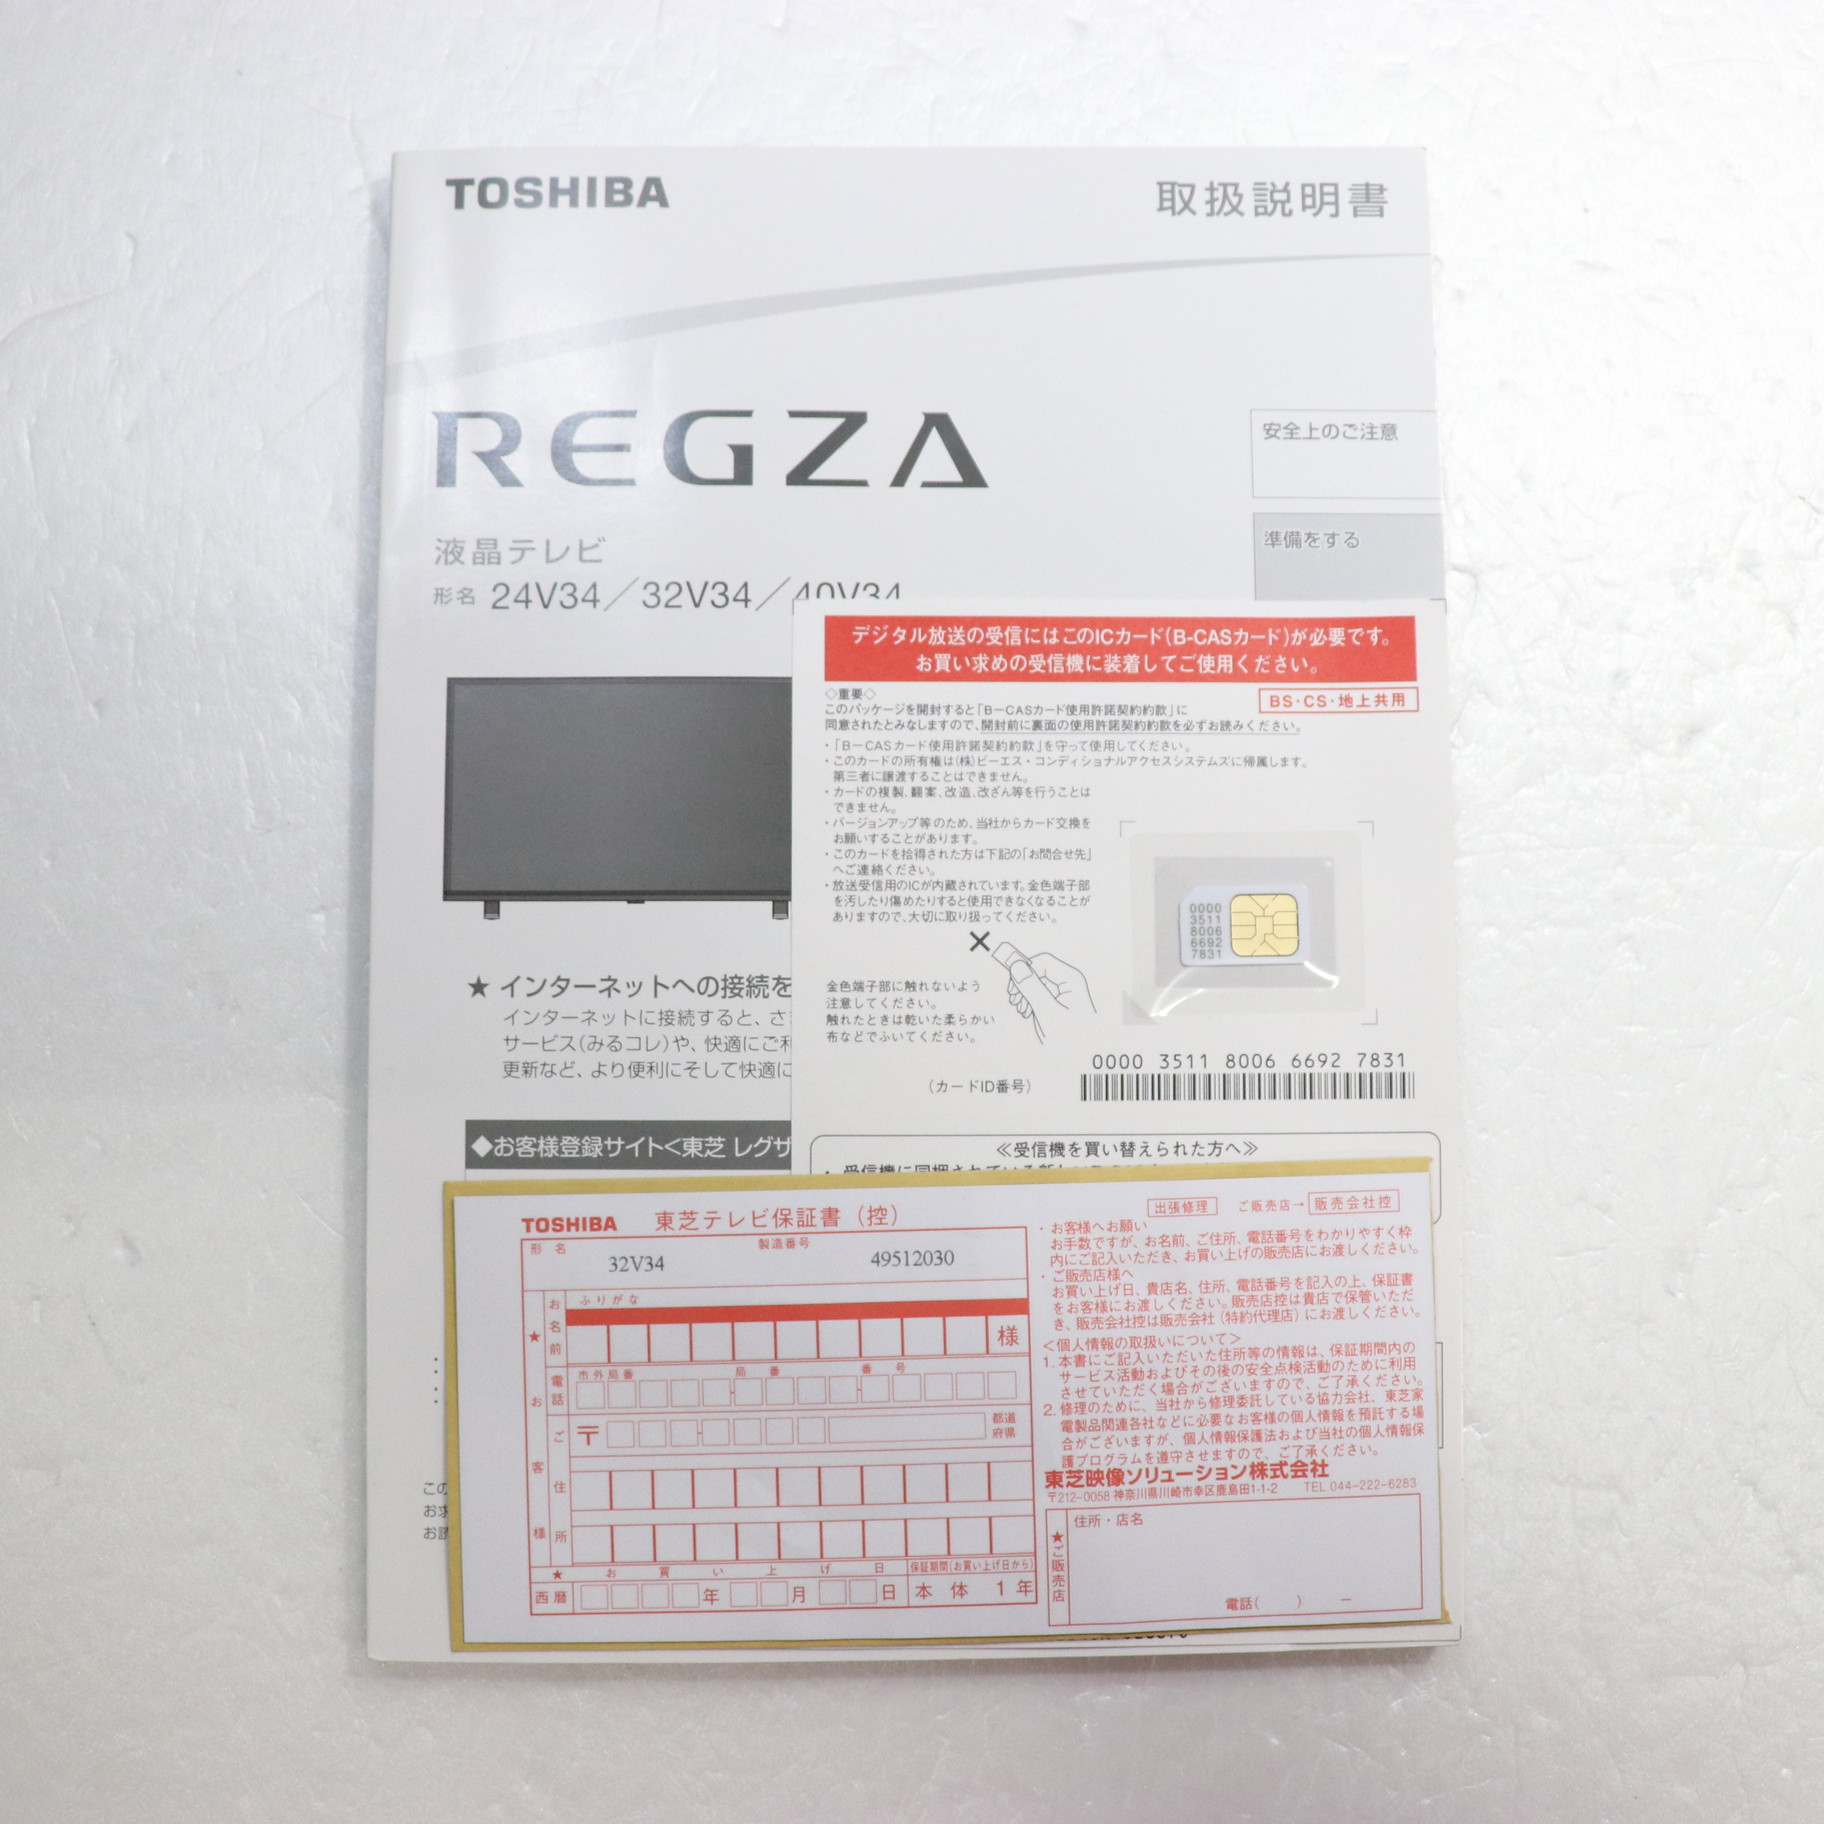 TOSHIBA
取扱説明書
REGZA
安全上のご注意
準備をする
液晶テレビ
形名 24V34／32V34／40V34
★ インターネットへの接続を
インターネットに接続すると、さ
サービス(みるコレ)や、快適にご利
更新など、より便利にそして快適に
◆お客様登録サイト<東芝 レグザ
デジタル放送の受信にはこのICカード(B-CASカード)が必要です。
お買い求めの受信機に装着してご使用ください。
◇重要◇
BS・CS・地上共用
このパッケージを開封すると「B-CASカード使用許諾契約約款」に
同意されたとみなしますので、開封前に裏面の使用許諾契約約款を必ずお読みください。
・「B-CASカード使用許諾契約約款」を守って使用してください。
・このカードの所有権は(株)ビーエス・コンディショナルアクセスシステムズに帰属します。
第三者に譲渡することはできません。
・カードの複製、翻案、改造、改ざん等を行うことは
できません。
・バージョンアップ等のため、当社からカード交換を
お願いすることがあります。
・このカードを拾得された方は下記の「お問合せ先」
へご連絡ください。
・放送受信用のICが内蔵されています。金色端子部
を汚したり傷めたりすると使用できなくなることが
ありますので、大切に取り扱ってください。
金色端子部に触れないよう
注意してください。
触れたときは乾いた柔らかい
布などでふいてください。
0000
3511
8006
6692
7831
0000 3511 8006 6692 7831
(カードID番号)
≪受信機を買い替えられた方へ≫
TOSHIBA 東芝テレビ保証書（控）
出張修理 ご販売店→ 販売会社控
形 名 32V34 製造番号 49512030
★ お客様
お名前
ふりがな
様
電話
市外局番 局 番 番 号
ご住所
〒
都道
府県
★ お 買 い 上 げ 日 保証期間(お買い上げ日から)
西暦 年 月 日 本 体 1 年
・お客様へお願い
お手数ですが、お名前、ご住所、電話番号をわかりやすく枠
内にご記入いただき、お買い上げの販売店にお渡しください。
・ご販売店様へ
お買い上げ日、貴店名、住所、電話番号を記入の上、保証書
をお客様にお渡しください。販売店控は貴店で保管いただ
き、販売会社控は販売会社（特約代理店）にお渡しください。
＜個人情報の取扱いについて＞
1. 本書にご記入いただいた住所等の情報は、保証期間内の
サービス活動およびその後の安全点検活動のために利用
させていただく場合がございますので、ご了承ください。
2. 修理のために、当社から修理委託している協力会社、東芝家
電製品関連各社などに必要なお客様の個人情報を預託する場
合がございますが、個人情報保護法および当社の個人情報保
護プログラムを遵守させますので、ご了承ください。
東芝映像ソリューション株式会社
〒212-0058 神奈川県川崎市幸区鹿島田1-1-2 TEL 044-222-6283
★ご販売店
住所・店名
電話( ) ー